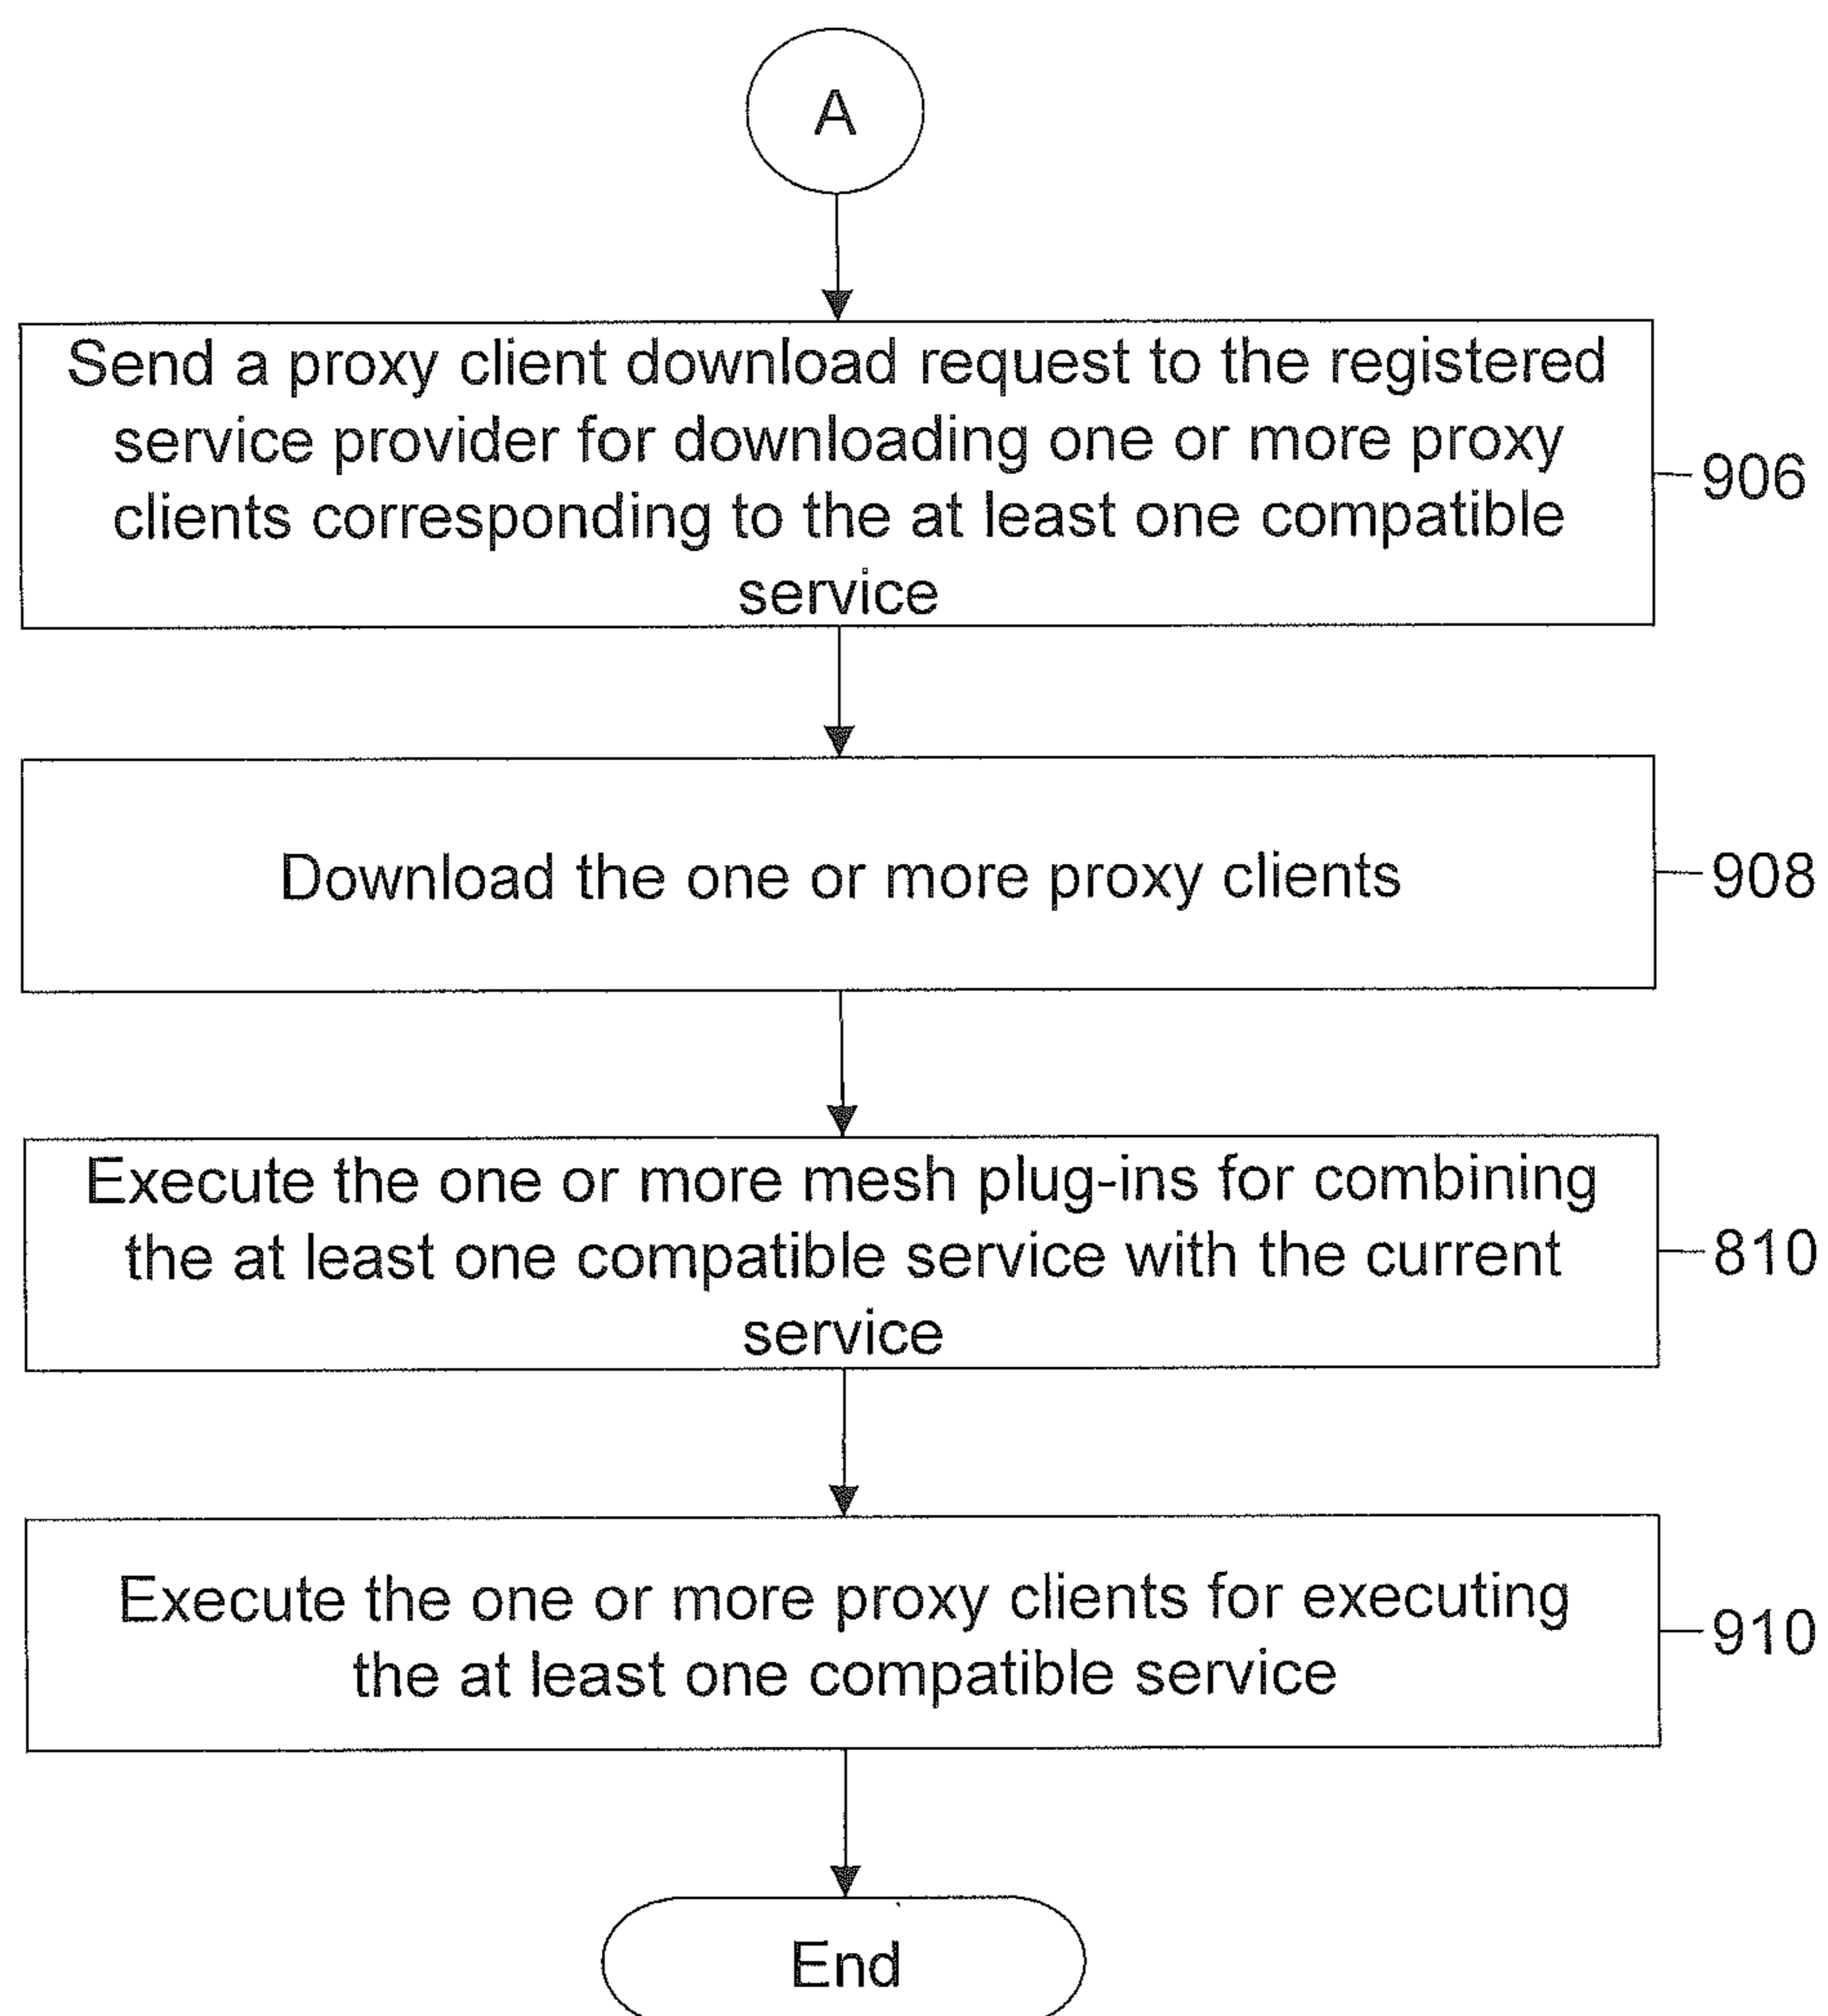 A
Send a proxy client download request to the registered
service provider for downloading one or more proxy
clients corresponding to the at least one compatible
service
906
Download the one or more proxy clients
908
Execute the one or more mesh plug-ins for combining
the at least one compatible service with the current
service
810
Execute the one or more proxy clients for executing
the at least one compatible service
910
End